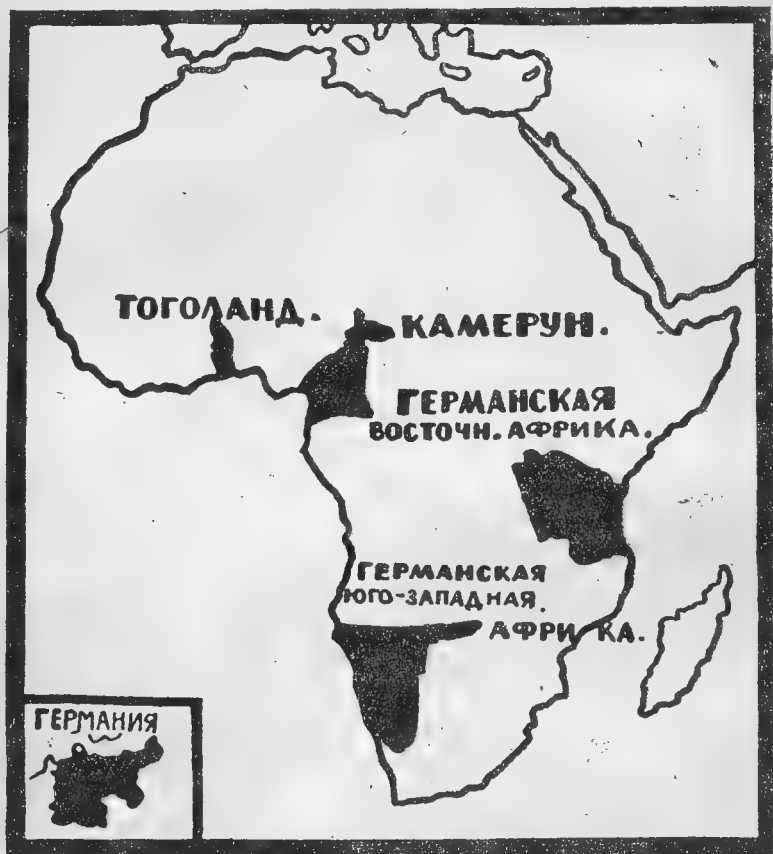 ТОГОЛАНД.
КАМЕРУН.
ГЕРМАНСКАЯ
ВОСТОЧН. АФРИКА.
ГЕРМАНСКАЯ
ЮГО-ЗАПАДНАЯ.
АФРИКА.
ГЕРМАНИЯ